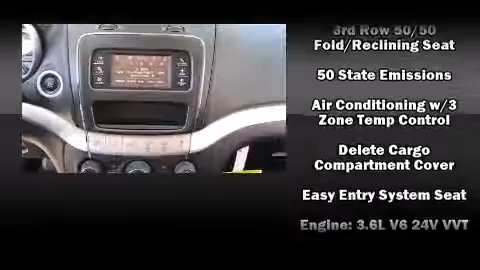 3rd Row 50/50
Fold/Reclining Seat
50 State Emissions
Air Conditioning w/3
Zone Temp Control
Delete Cargo
Compartment Cover
Easy Entry System Seat
Engine: 3.6L V6 24V VVT